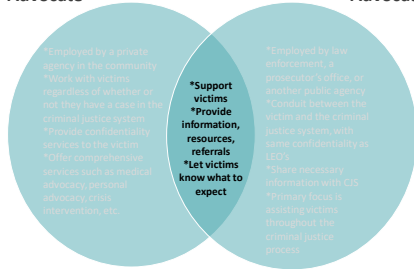 *Employed by a private
agency in the community
*Work with victims
regardless of whether or
not they have a case in the
criminal justice system
*Provide confidentiality
services to the victim
*Offer comprehensive
services such as medical
advocacy, personal
advocacy, crisis
intervention, etc
*Support
victims
*Provide
information,
resources,
referrals
*Let victims
know what to
expect
*Employed by law
enforcement, a
prosecutor's office, or
another public agency
*Conduit between the
victim and the criminal
justice system, with
same confidentiality as
LEO's
*Share necessary
information with CJS
*Primary focus is
assisting victims
throughout the
criminal justice
process